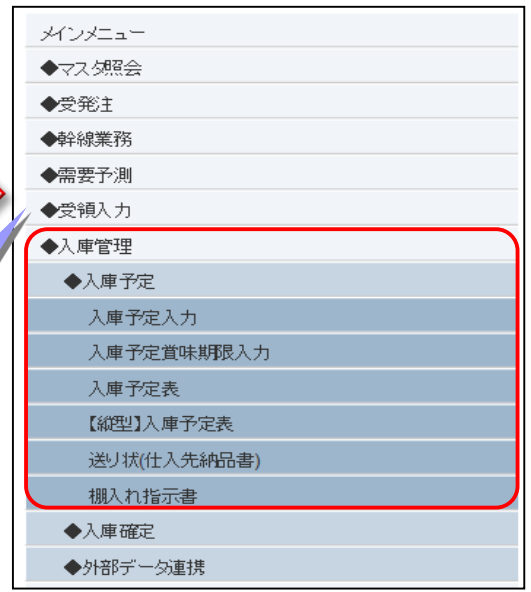 メインメニュー
◆マスタ照会
◆受発注
◆幹線業務
◆需要予測
◆受領入力
◆入庫管理
◆入庫予定
入庫予定入力
入庫予定賞味期限入力
入庫予定表
【縦型】入庫予定表
送り状(仕入先納品書)
棚入れ指示書
◆入庫確定
◆外部データ連携